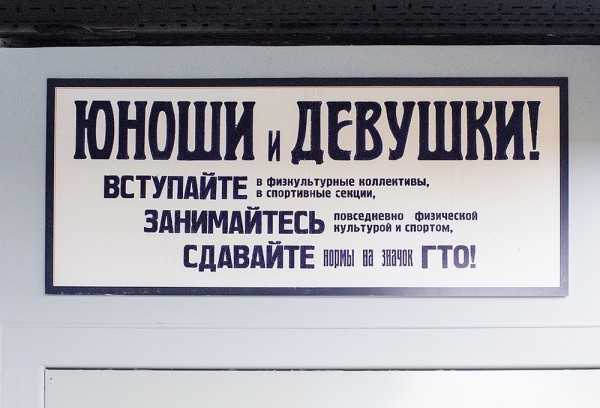 ЮНОШИ и ДЕВУШКИ!
ВСТУПАЙТЕ в физкультурные коллективы,
в спортивные секции,
ЗАНИМАЙТЕСЬ повседневно физической
культурой и спортом,
СДАВАЙТЕ нормы на значок ГТО!